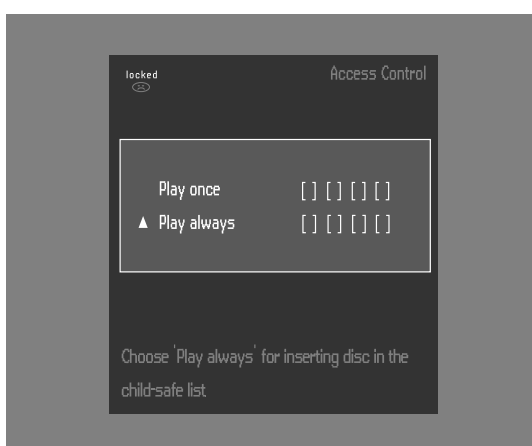 locked
Access Control
Play once [ ] [ ] [ ] [ ]
▲ Play always [ ] [ ] [ ] [ ]
Choose 'Play always' for inserting disc in the
child-safe list